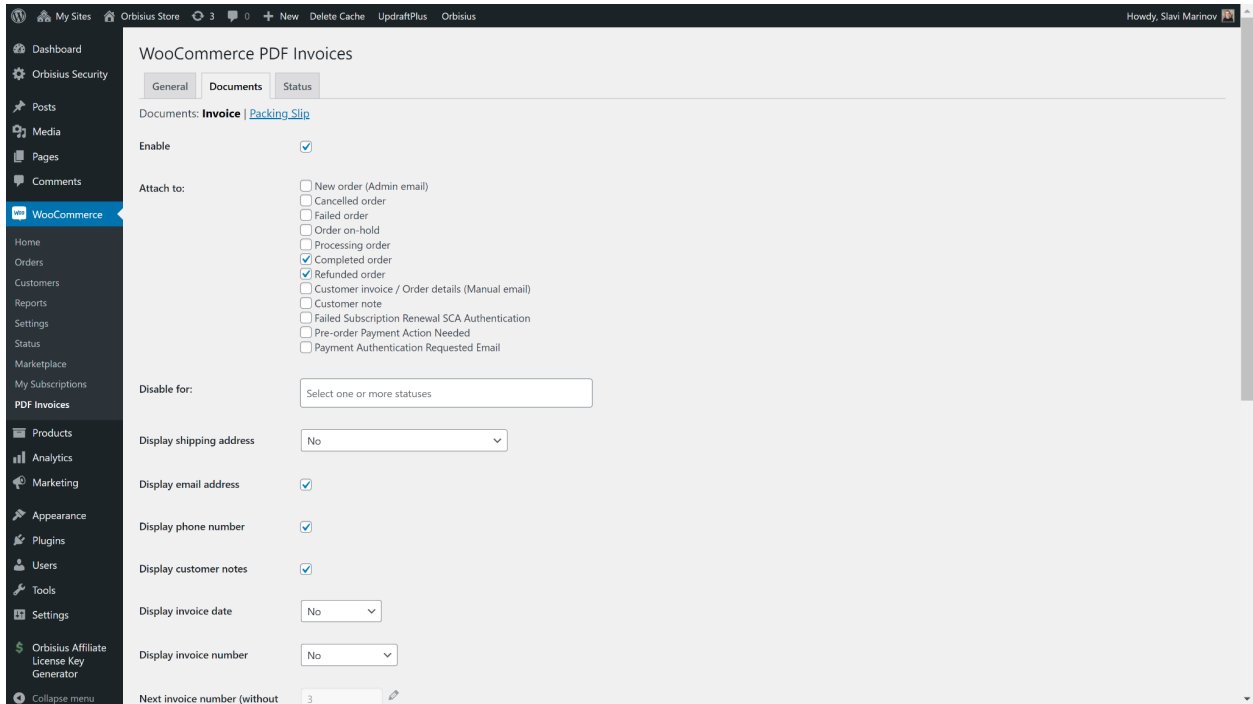 My Sites Orbisius Store 3 0 New Delete Cache UpdraftPlus Orbisius Howdy, Slavi Marinov
Dashboard
Orbisius Security
Posts
Media
Pages
Comments
WooCommerce
Home
Orders
Customers
Reports
Settings
Status
Marketplace
My Subscriptions
PDF Invoices
Products
Analytics
Marketing
Appearance
Plugins
Users
Tools
Settings
Orbisius Affiliate
License Key
Generator
Collapse menu
WooCommerce PDF Invoices
General Documents Status
Documents: Invoice | Packing Slip
Enable
Attach to:
New order (Admin email)
Cancelled order
Failed order
Order on-hold
Processing order
Completed order
Refunded order
Customer invoice / Order details (Manual email)
Customer note
Failed Subscription Renewal SCA Authentication
Pre-order Payment Action Needed
Payment Authentication Requested Email
Disable for: Select one or more statuses
Display shipping address No
Display email address
Display phone number
Display customer notes
Display invoice date No
Display invoice number No
Next invoice number (without 3